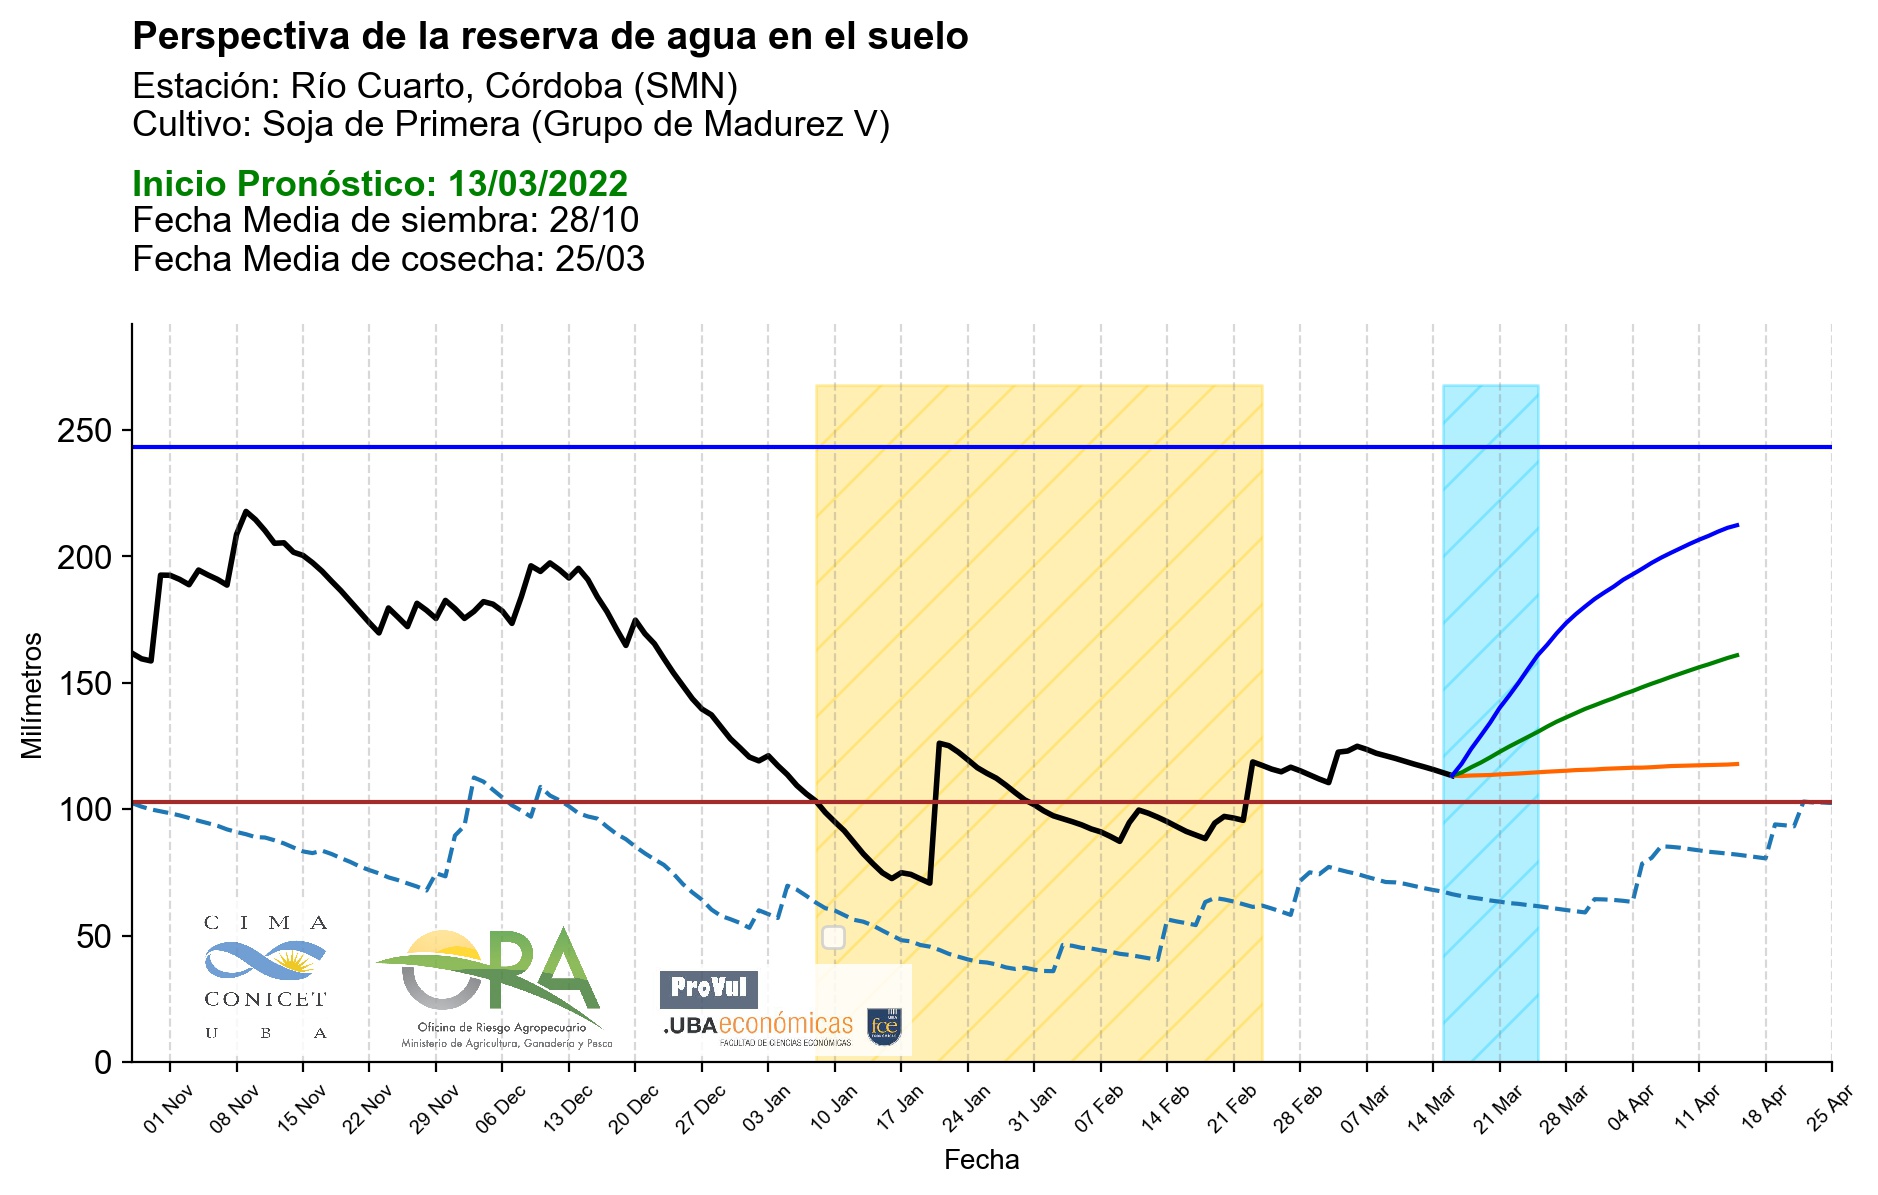 Perspectiva de la reserva de agua en el suelo
Estación: Río Cuarto, Córdoba (SMN)
Cultivo: Soja de Primera (Grupo de Madurez V)
Inicio Pronóstico: 13/03/2022
Fecha Media de siembra: 28/10
Fecha Media de cosecha: 25/03
Milímetros
250
200
150
100
50
0
CIMA
CONICET
UBA
ORA
Oficina de Riesgo Agropecuario
Ministerio de Agricultura, Ganadería y Pesca
ProVul
.UBAeconómicas
FACULTAD DE CIENCIAS ECONÓMICAS
UBA
fce
ECONÓMICAS
01 Nov
08 Nov
15 Nov
22 Nov
29 Nov
06 Dec
13 Dec
20 Dec
27 Dec
03 Jan
10 Jan
17 Jan
24 Jan
31 Jan
07 Feb
14 Feb
21 Feb
28 Feb
07 Mar
14 Mar
21 Mar
28 Mar
04 Apr
11 Apr
18 Apr
25 Apr
Fecha